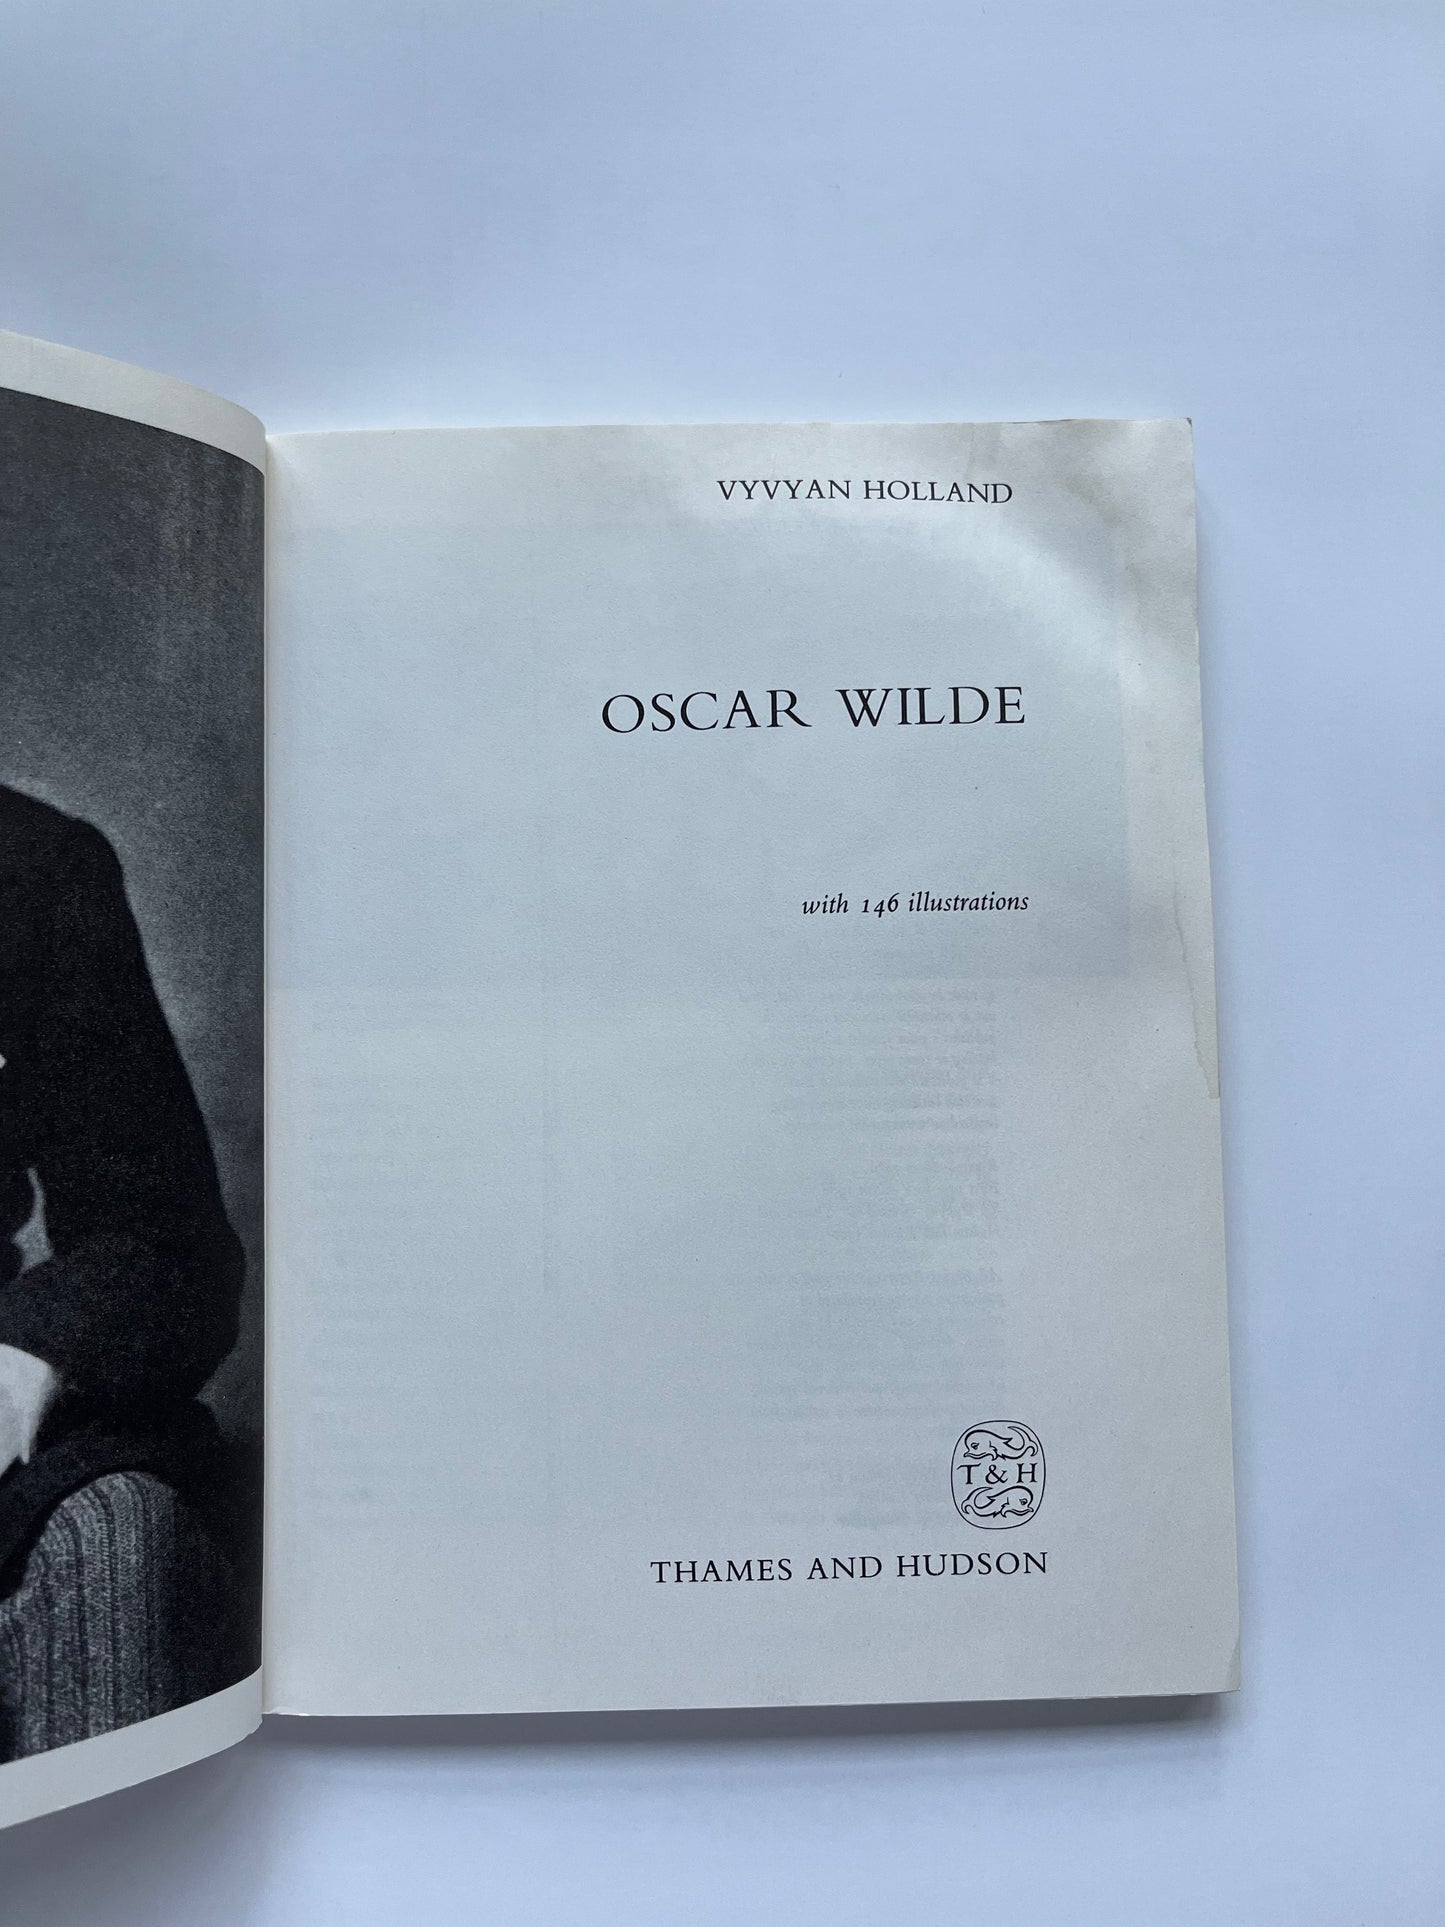 VYVYAN HOLLAND
OSCAR WILDE
with 146 illustrations
T & H
THAMES AND HUDSON